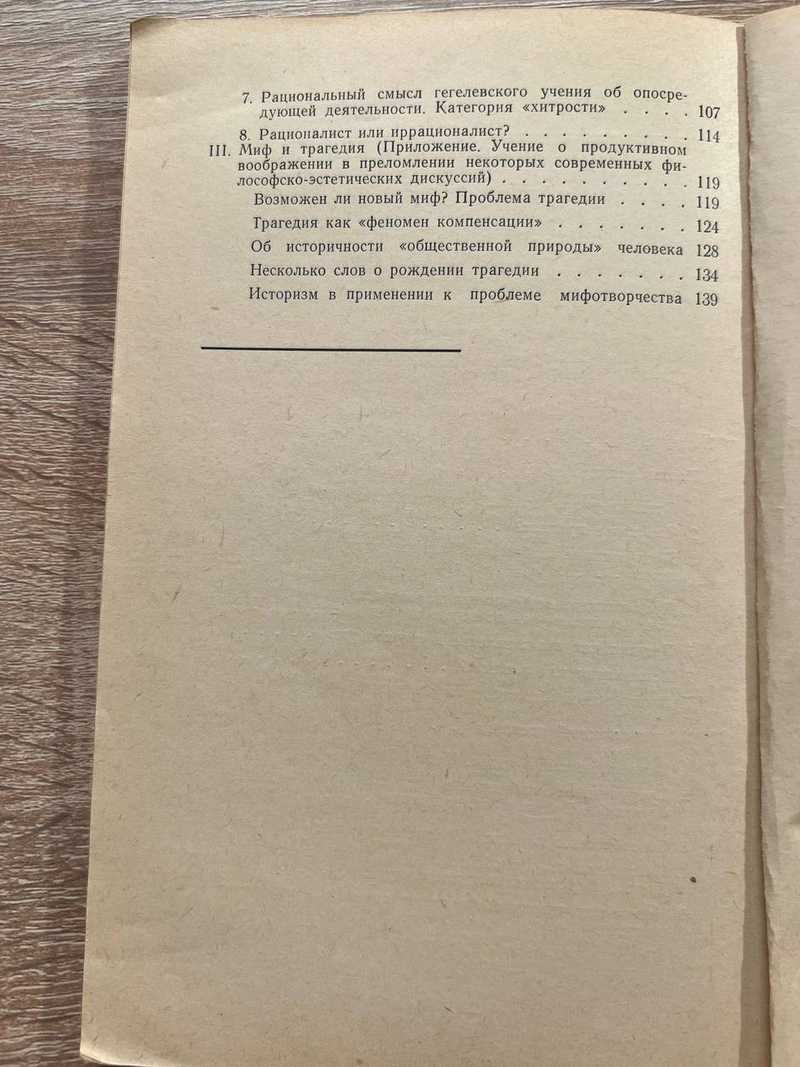 7. Рациональный смысл гегелевского учения об опосре-
дующей деятельности. Категория «хитрости» . . . . 107
8. Рационалист или иррационалист? . . . . . . . . . 114
III. Миф и трагедия (Приложение. Учение о продуктивном
воображении в преломлении некоторых современных фи-
лософско-эстетических дискуссий) . . . . . . . . . . 119
Возможен ли новый миф? Проблема трагедии . . . . 119
Трагедия как «феномен компенсации» . . . . . . . 124
Об историчности «общественной природы» человека 128
Несколько слов о рождении трагедии . . . . . . . 134
Историзм в применении к проблеме мифотворчества 139